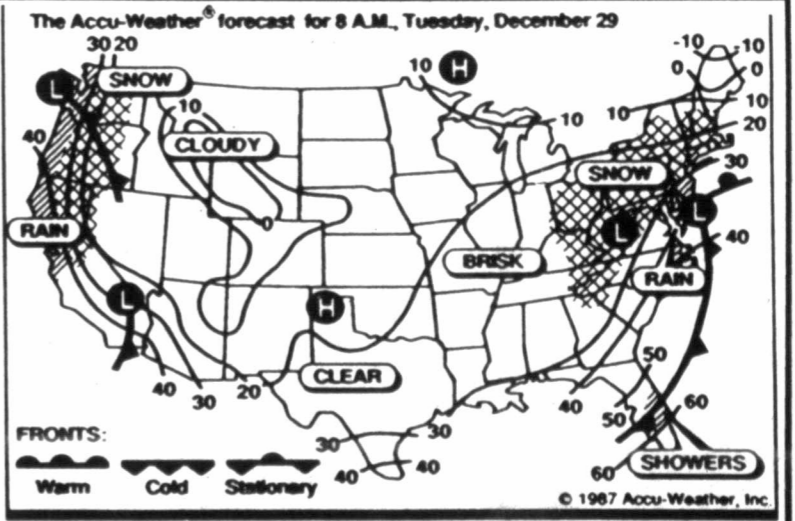 The Accu-Weather® forecast for 8 A.M., Tuesday, December 29
30 20
-10 -10
10 H
0 0
L SNOW
10
10
10 10
CLOUDY
20
40
SNOW
30
0
L
RAIN
L
40
BRISK
RAIN
L
H
CLEAR
50
40 30 20
40
50
60
30 30
40 40
60
SHOWERS
FRONTS:
Warm Cold Stationary
© 1987 Accu-Weather, Inc.